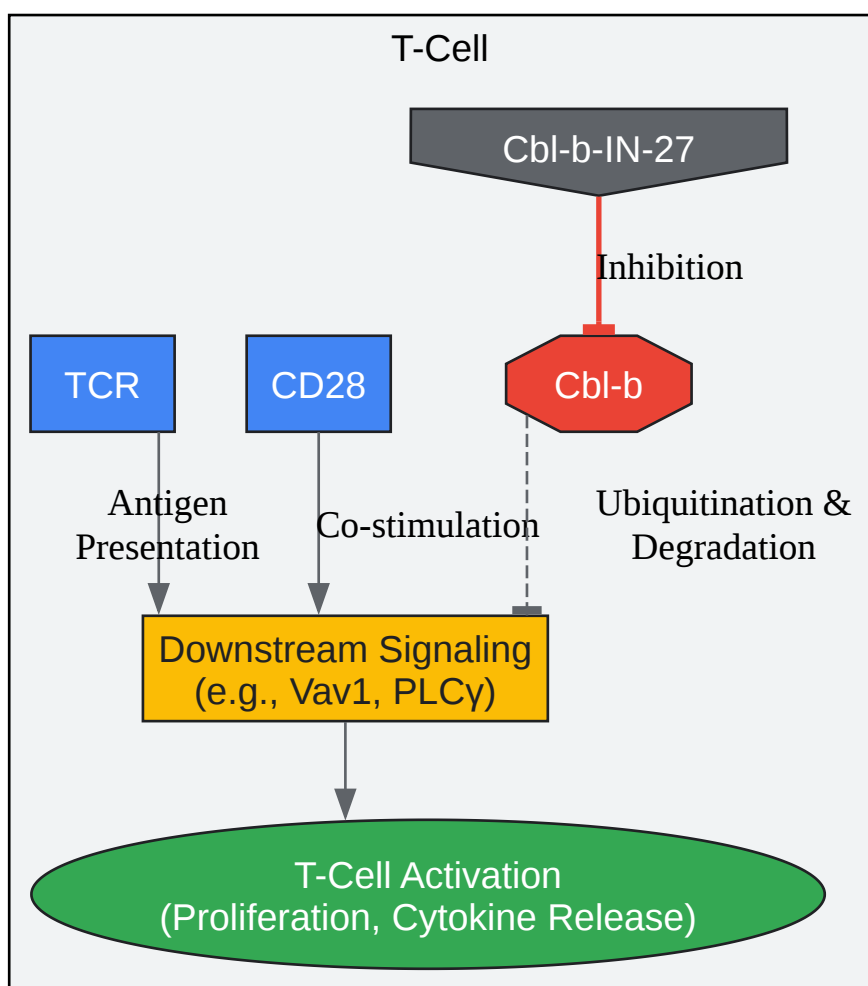 T-Cell
Cbl-b-IN-27
Inhibition
TCR
CD28
Cbl-b
Antigen
Presentation
Co-stimulation
Ubiquitination &
Degradation
Downstream Signaling
(e.g., Vav1, PLCγ)
T-Cell Activation
(Proliferation, Cytokine Release)